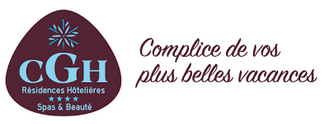 CGH
Résidences Hôtelières
Spas & Beauté
Complice de vos
plus belles vacances